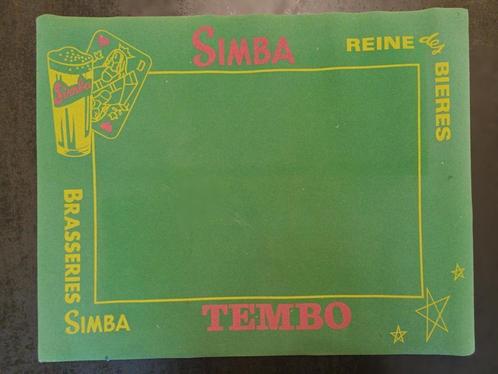 SIMBA
REINE des BIERES
Simba
D
BRASSERIES SIMBA
TEMBO